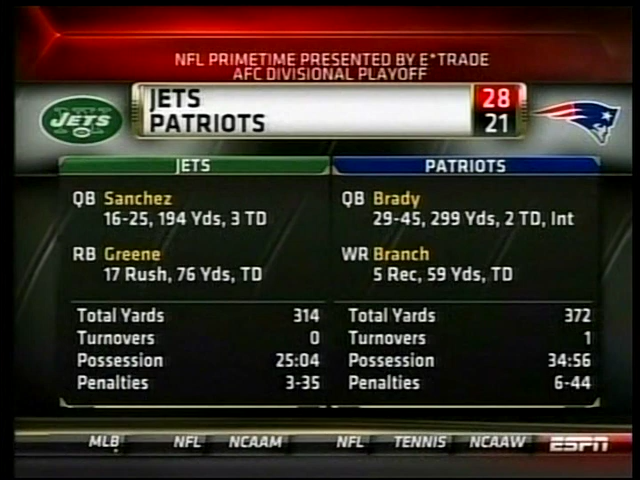 NFL PRIMETIME PRESENTED BY E*TRADE
AFC DIVISIONAL PLAYOFF
JETS
JETS 28
PATRIOTS 21
JETS
QB Sanchez
16-25, 194 Yds, 3 TD
RB Greene
17 Rush, 76 Yds, TD
Total Yards 314
Turnovers 0
Possession 25:04
Penalties 3-35
PATRIOTS
QB Brady
29-45, 299 Yds, 2 TD, Int
WR Branch
5 Rec, 59 Yds, TD
Total Yards 372
Turnovers 1
Possession 34:56
Penalties 6-44
MLB NFL NCAAM NFL TENNIS NCAAW ESPN